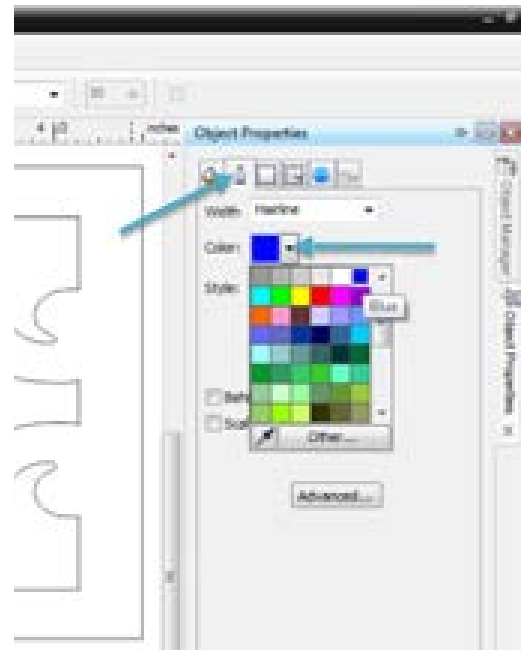 inches
Object Properties
Width: Hairline
Color:
Style:
Blue
Other...
Advanced...
Object Manager
Object Properties